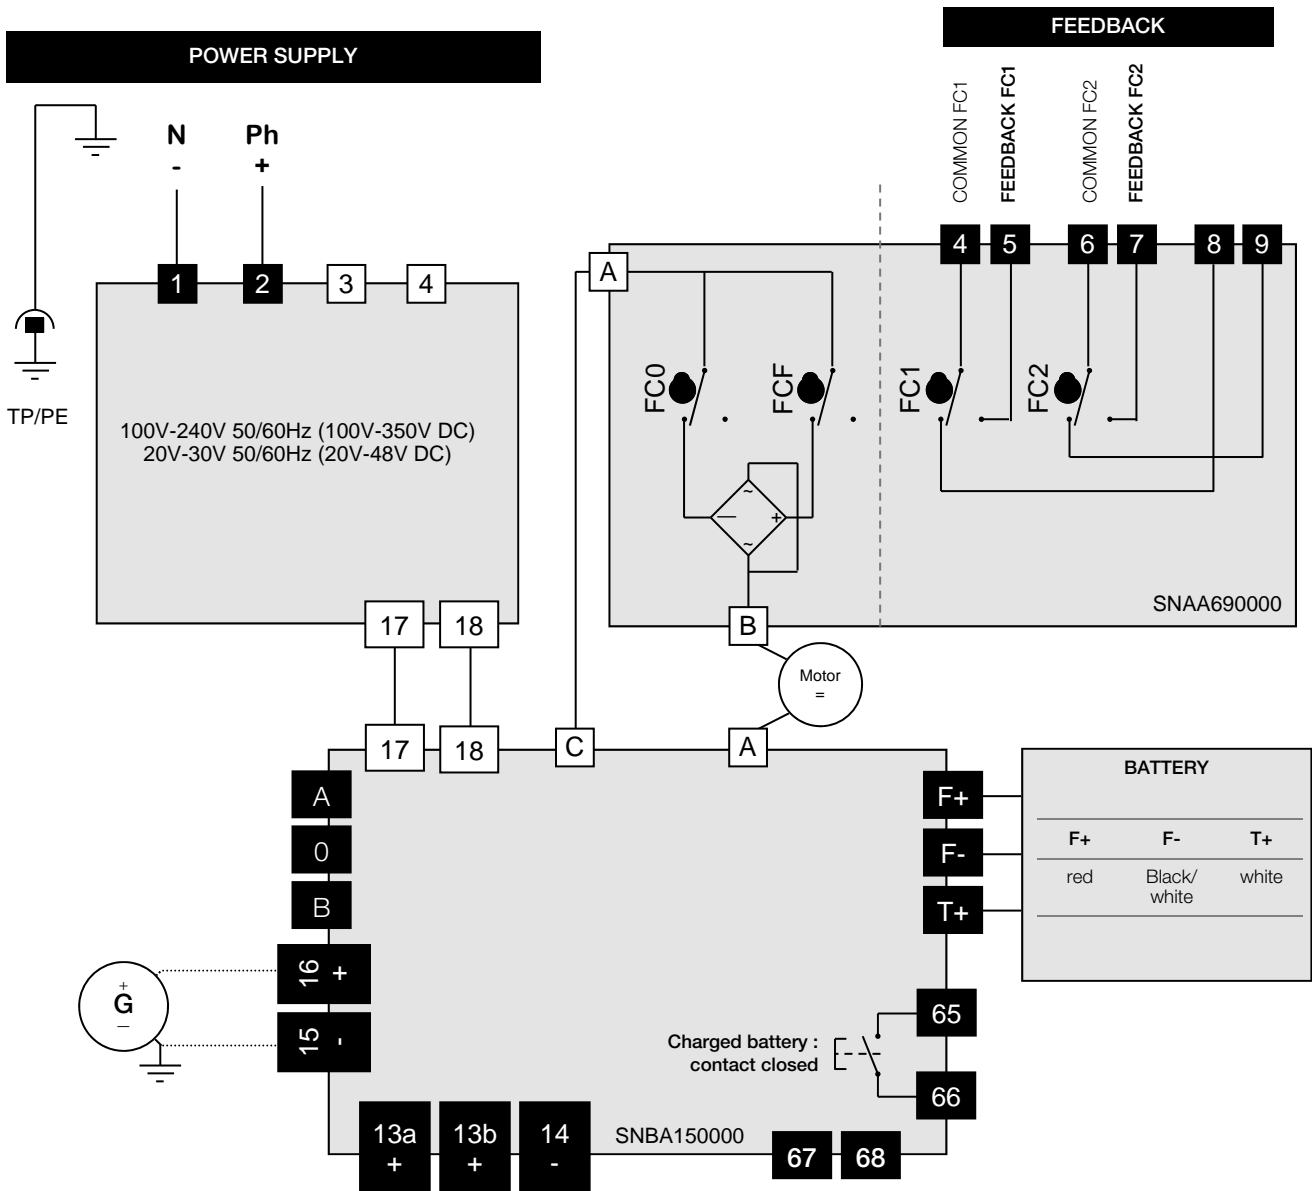 POWER SUPPLY
FEEDBACK
COMMON FC1
FEEDBACK FC1
COMMON FC2
FEEDBACK FC2
N
-
Ph
+
1
2
3
4
TP/PE
100V-240V 50/60Hz (100V-350V DC)
20V-30V 50/60Hz (20V-48V DC)
17
18
A
4
5
6
7
8
9
FC0
FCF
FC1
FC2
~
—
+
~
SNAA690000
B
Motor
=
17
18
C
A
A
0
B
16 +
15 -
+
G
—
F+
F-
T+
BATTERY
F+ F- T+
red Black/ white
white
Charged battery :
contact closed
65
66
13a
+
13b
+
14
-
SNBA150000
67
68